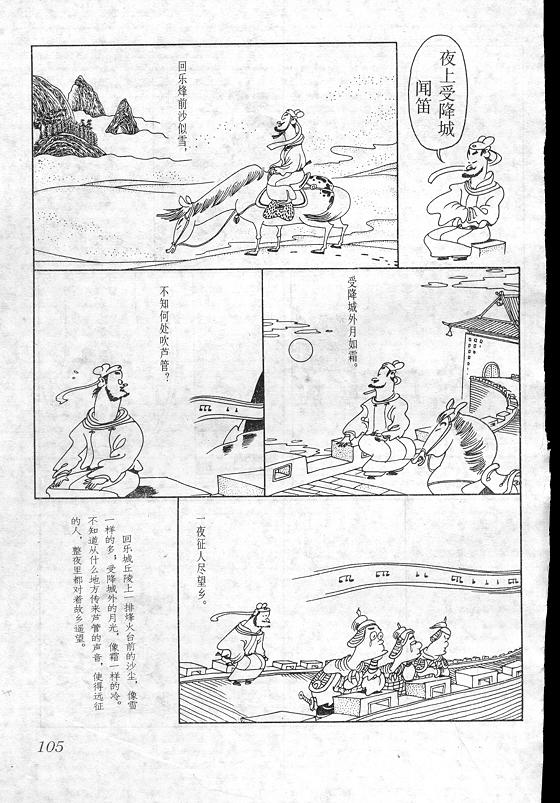 夜上受降城
闻笛
回乐烽前沙似雪，
受降城外月如霜。
不知何处吹芦管？
一夜征人尽望乡。
回乐城丘陵上一排烽火台前的沙尘，像雪
一样的多，受降城外的月光，像霜一样的冷。
不知道从什么地方传来芦管的声音，使得远征
的人，整夜里都对着故乡遥望。
105